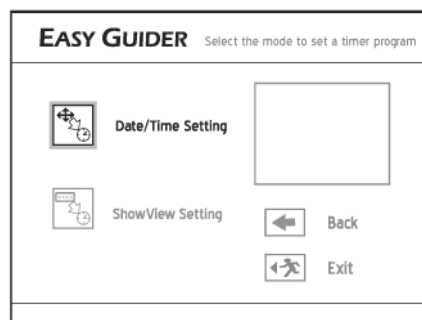 EASY GUIDER Select the mode to set a timer program
Date/Time Setting
ShowView Setting
Back
Exit